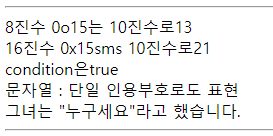 8진수 0o15는 10진수로13
16진수 0x15sms 10진수로21
condition은true
문자열 : 단일 인용부호로도 표현
그녀는 "누구세요"라고 했습니다.